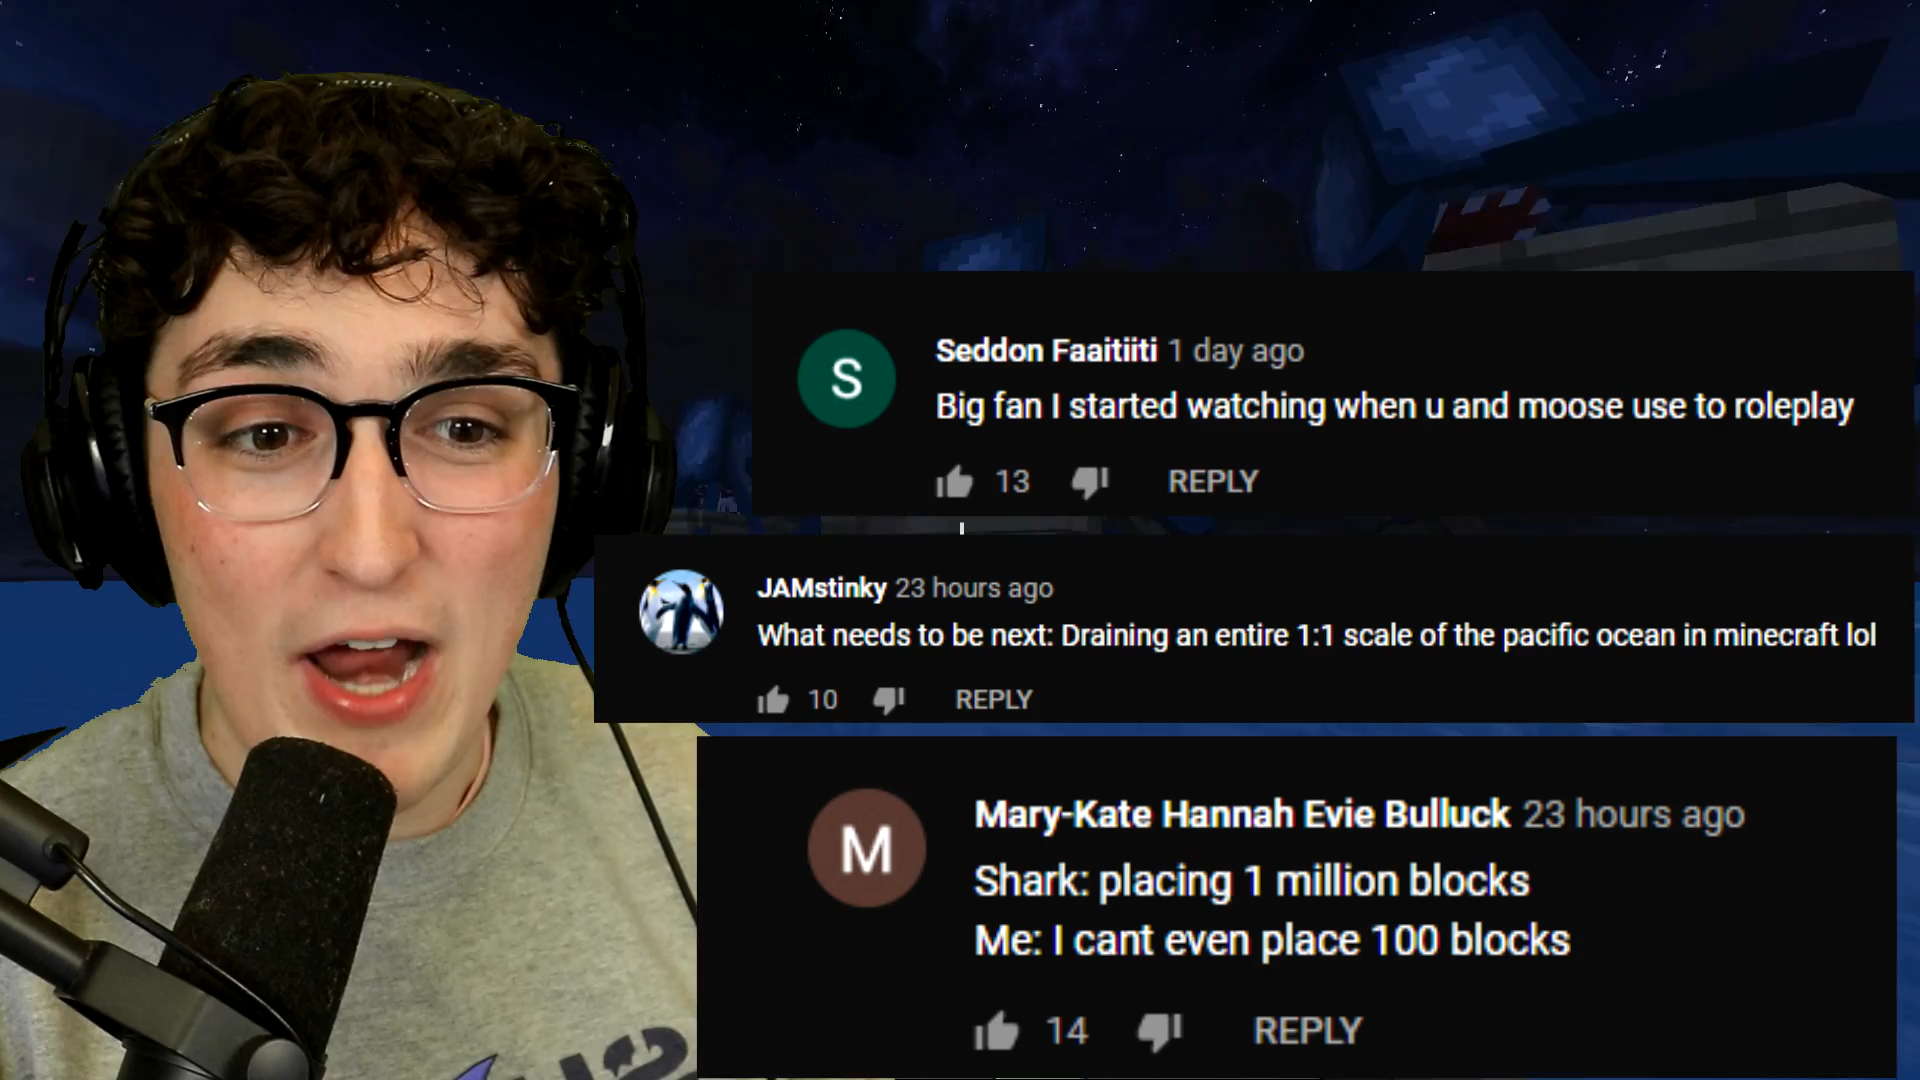 Seddon Faaitiiti 1 day ago
Big fan I started watching when u and moose use to roleplay
13 REPLY
JAMstinky 23 hours ago
What needs to be next: Draining an entire 1:1 scale of the pacific ocean in minecraft lol
10 REPLY
Mary-Kate Hannah Evie Bulluck 23 hours ago
Shark: placing 1 million blocks
Me: I cant even place 100 blocks
14 REPLY
S
M